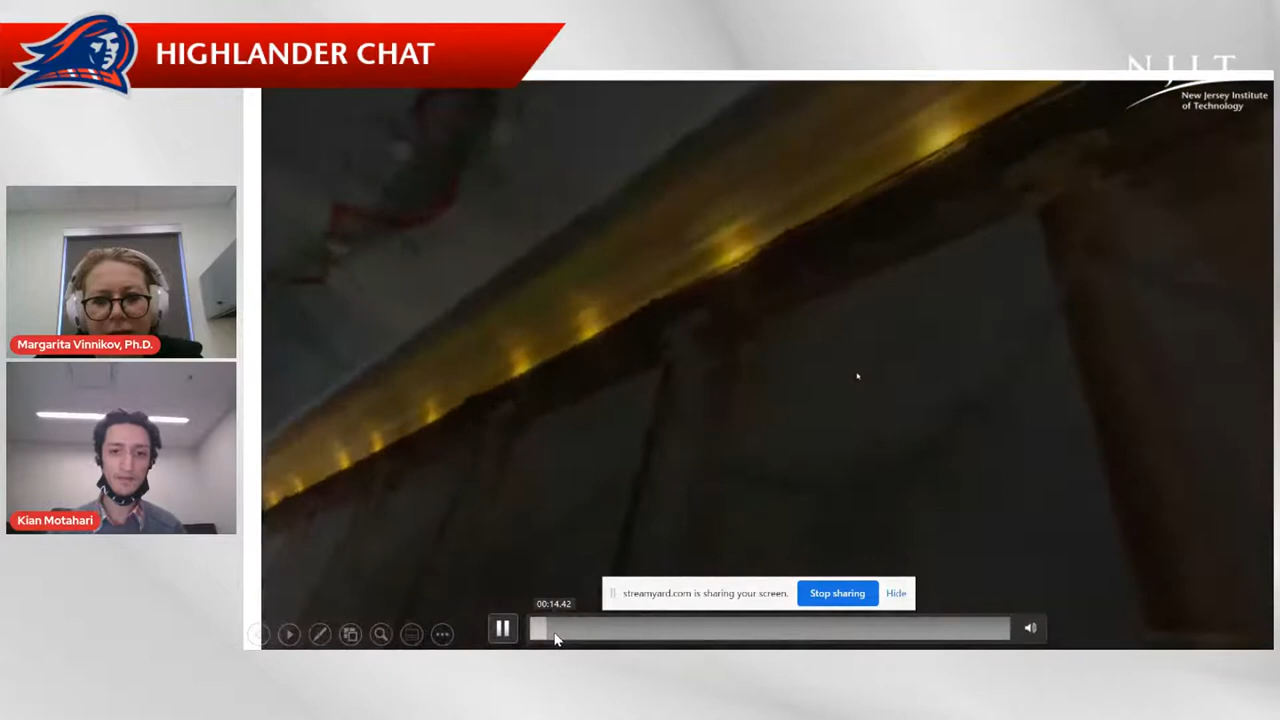 HIGHLANDER CHAT
NJIT
New Jersey Institute
of Technology
Margarita Vinnikov, Ph.D.
Kian Motahari
streamyard.com is sharing your screen.
Stop sharing
Hide
00:14.42